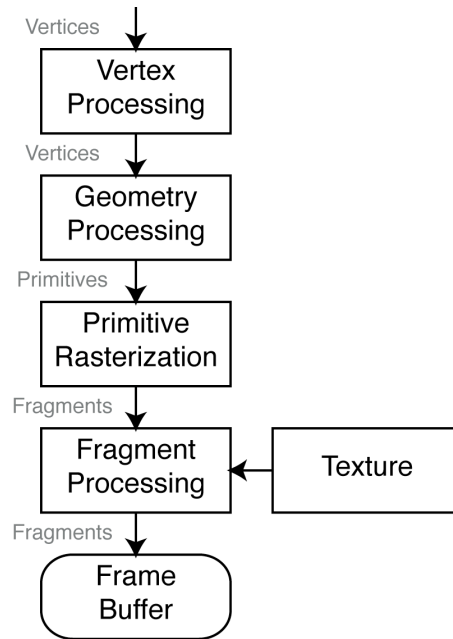 Vertices
Vertex
Processing
Vertices
Geometry
Processing
Primitives
Primitive
Rasterization
Fragments
Fragment
Processing
Texture
Fragments
Frame
Buffer